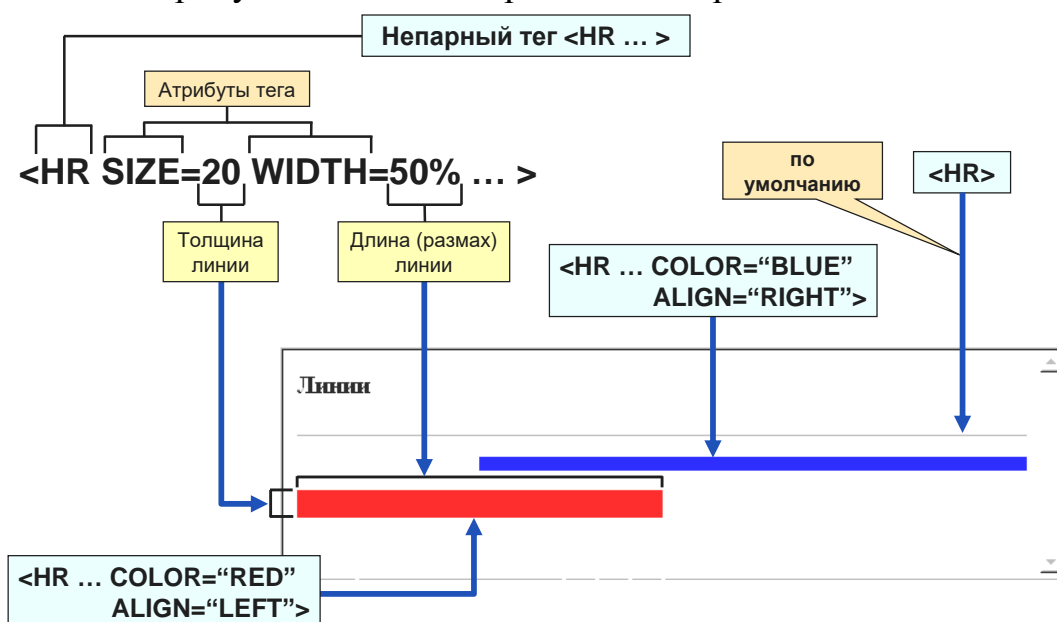 Непарный тег <HR … >
Атрибуты тега
<HR SIZE=20 WIDTH=50% … >
по
умолчанию
<HR>
Толщина
линии
Длина (размах)
линии
<HR … COLOR=“BLUE”
ALIGN=“RIGHT”>
Линии
<HR … COLOR=“RED”
ALIGN=“LEFT”>